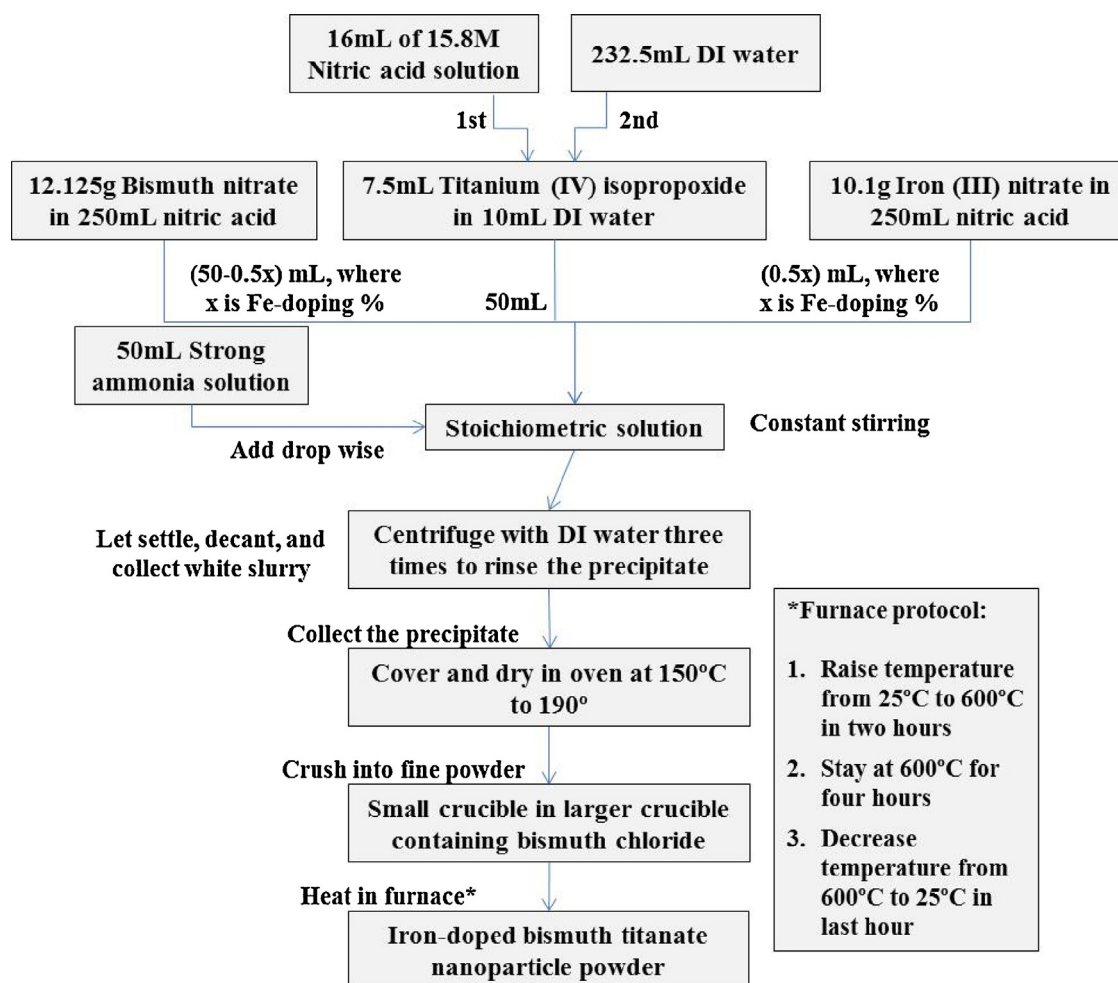 16mL of 15.8M
Nitric acid solution
232.5mL DI water
1st
2nd
12.125g Bismuth nitrate
in 250mL nitric acid
7.5mL Titanium (IV) isopropoxide
in 10mL DI water
10.1g Iron (III) nitrate in
250mL nitric acid
(50-0.5x) mL, where
x is Fe-doping %
50mL
(0.5x) mL, where
x is Fe-doping %
50mL Strong
ammonia solution
Add drop wise
Stoichiometric solution
Constant stirring
Let settle, decant, and
collect white slurry
Centrifuge with DI water three
times to rinse the precipitate
Collect the precipitate
Cover and dry in oven at 150ºC
to 190º
Crush into fine powder
Small crucible in larger crucible
containing bismuth chloride
Heat in furnace*
Iron-doped bismuth titanate
nanoparticle powder
*Furnace protocol:
1. Raise temperature
from 25ºC to 600ºC
in two hours
2. Stay at 600ºC for
four hours
3. Decrease
temperature from
600ºC to 25ºC in
last hour